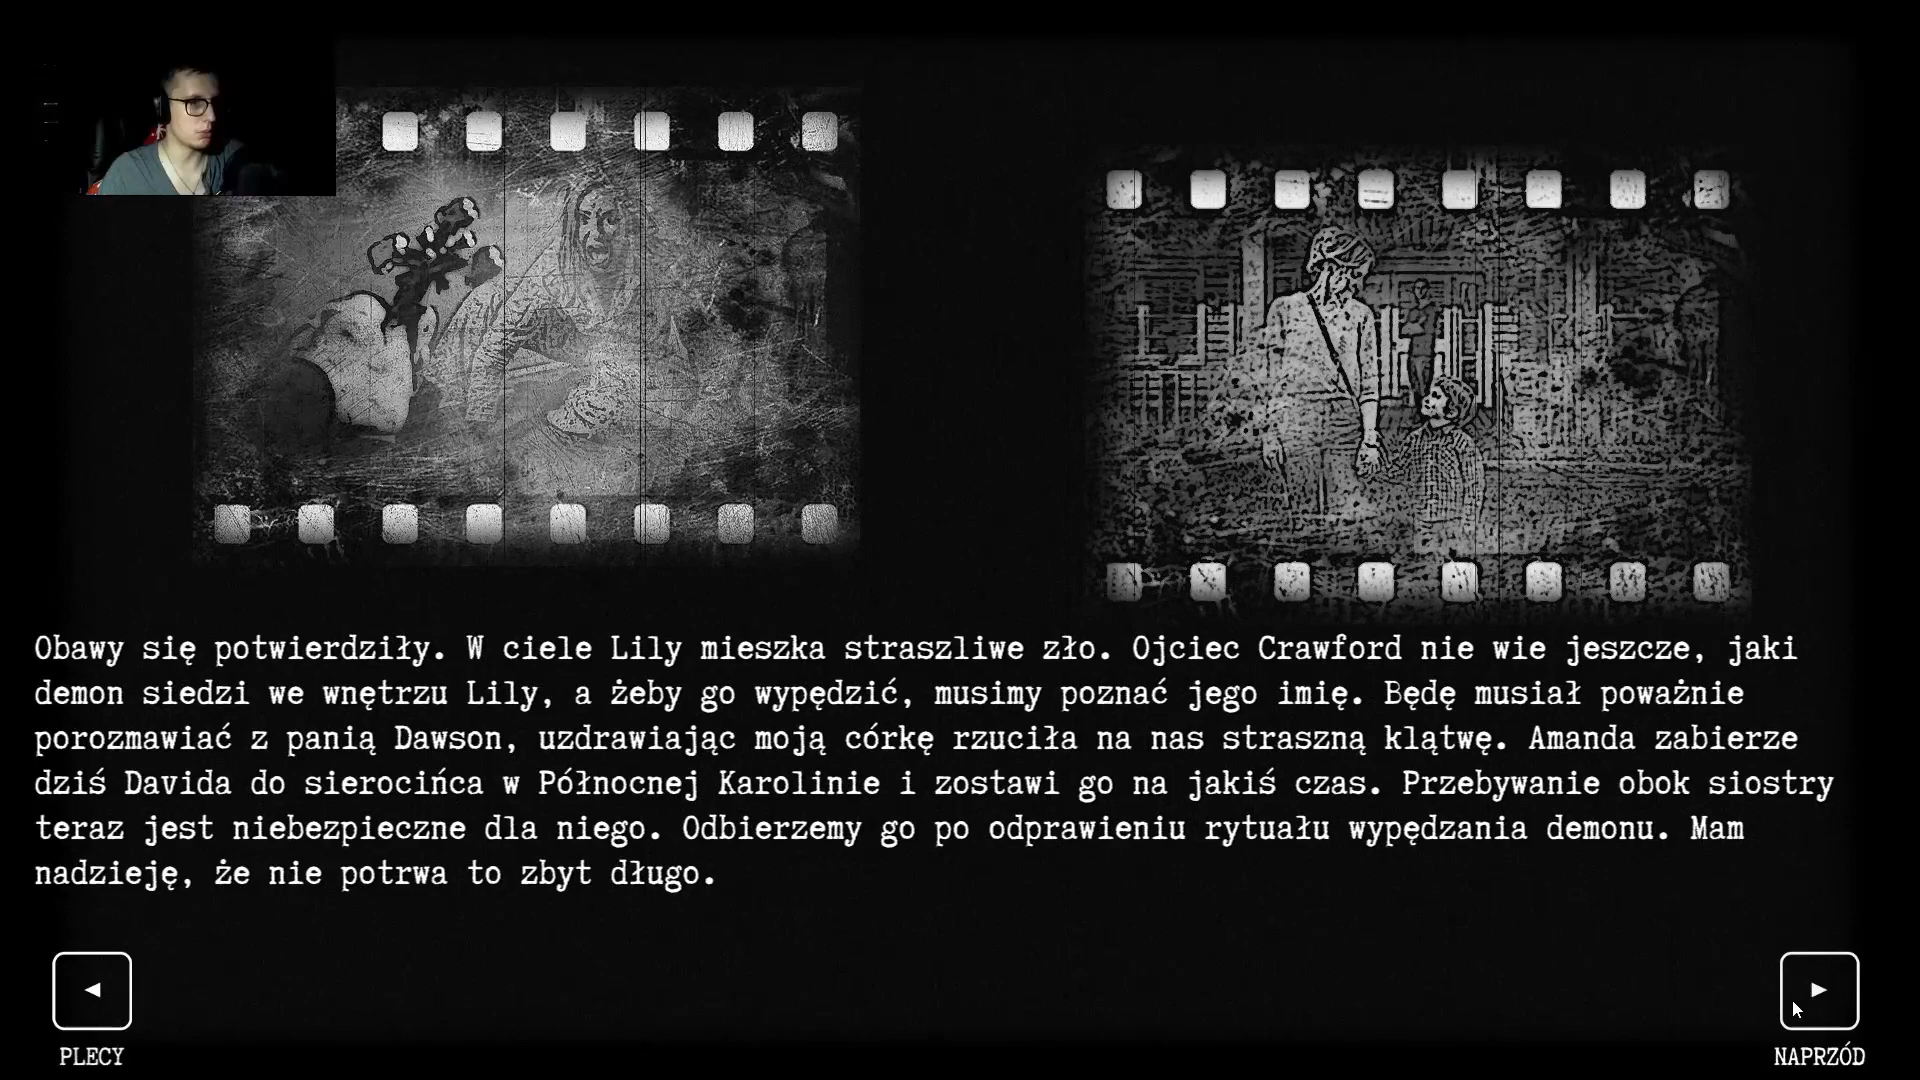 Obawy się potwierdziły. W ciele Lily mieszka straszliwe zło. Ojciec Crawford nie wie jeszcze, jaki
demon siedzi we wnętrzu Lily, a żeby go wypędzić, musimy poznać jego imię. Będę musiał poważnie
porozmawiać z panią Dawson, uzdrawiając moją córkę rzuciła na nas straszną klątwę. Amanda zabierze
dziś Davida do sierocińca w Północnej Karolinie i zostawi go na jakiś czas. Przebywanie obok siostry
teraz jest niebezpieczne dla niego. Odbierzemy go po odprawieniu rytuału wypędzania demonu. Mam
nadzieję, że nie potrwa to zbyt długo.
PLECY
NAPRZÓD